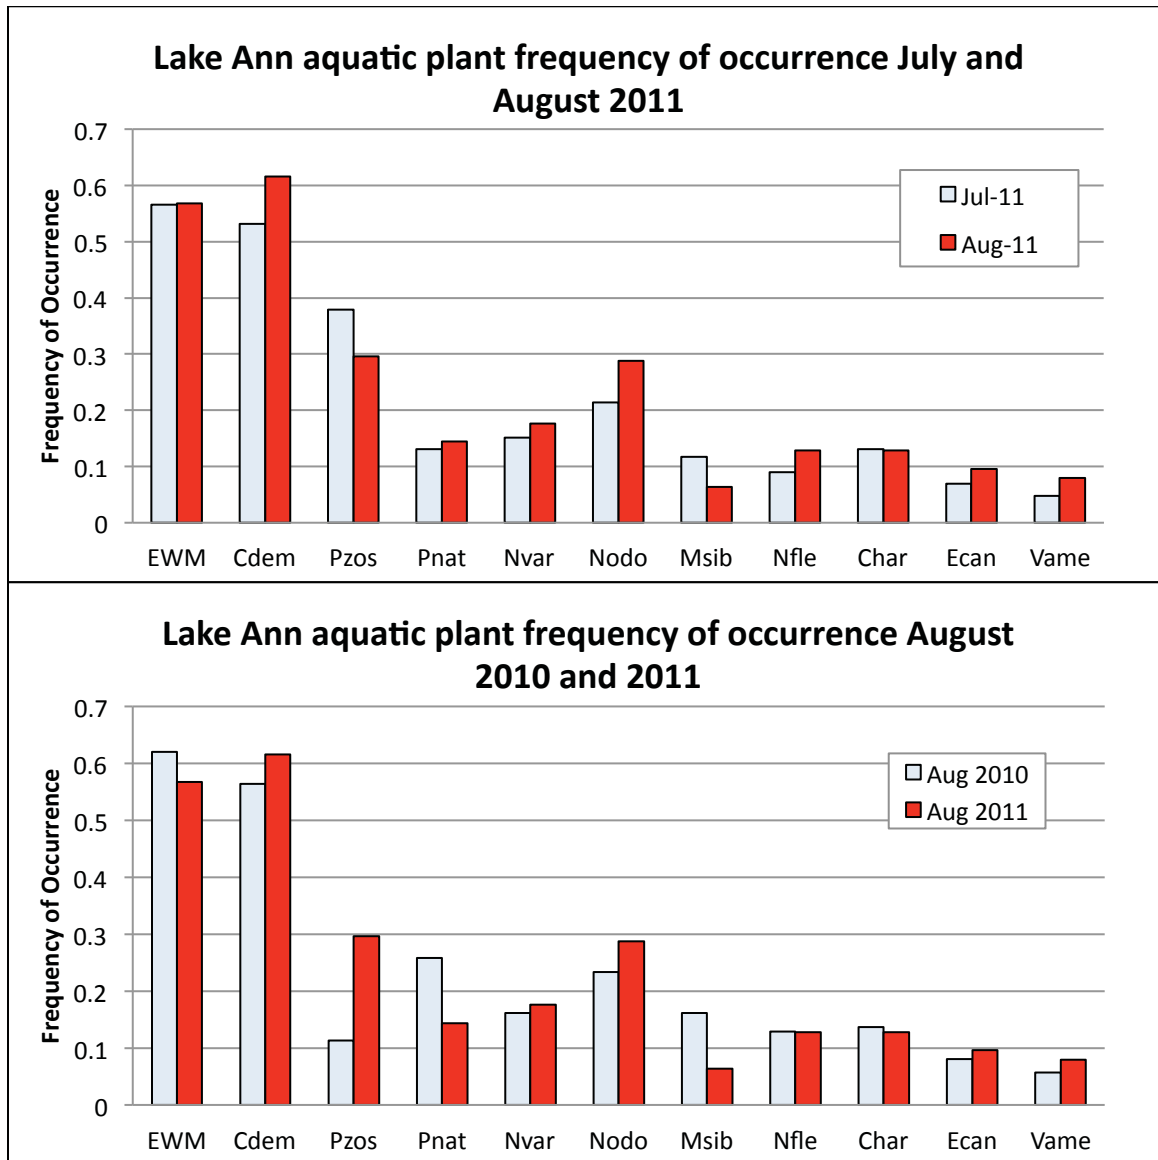 Lake Ann aquatic plant frequency of occurrence July and
August 2011
Frequency of Occurrence
0.7
0.6
0.5
0.4
0.3
0.2
0.1
0
Jul-11
Aug-11
EWM Cdem Pzos Pnat Nvar Nodo Msib Nfle Char Ecan Vame
Lake Ann aquatic plant frequency of occurrence August
2010 and 2011
Frequency of Occurrence
0.7
0.6
0.5
0.4
0.3
0.2
0.1
0
Aug 2010
Aug 2011
EWM Cdem Pzos Pnat Nvar Nodo Msib Nfle Char Ecan Vame